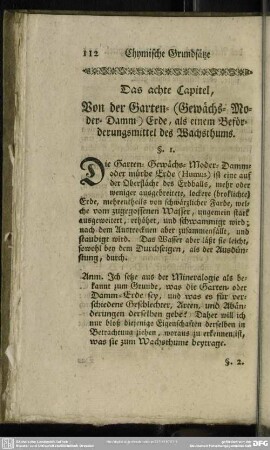 112 Chymische Grundsätze
Das achte Capitel,
Von der Garten- (Gewächs- Mo-
der- Damm-) Erde, als einem Beför-
derungsmittel des Wachsthums.
§. 1.
Die Garten- Gewächs- Moder- Damm-
oder mürbe Erde (Humus) ist eine auf
der Oberfläche des Erdballs, mehr oder
weniger ausgebreitete, lockere (bröklichte)
Erde, mehrentheils von schwärzlicher Farbe, wel-
che vom zugegossenen Wasser, ungemein stark
ausgeweitert, erhöhet, und schwammigt wird;
nach dem Austrocknen aber zusammenfällt, und
staubigt wird. Das Wasser aber läßt sie leicht,
sowohl bey dem Durchseigen, als der Ausdün-
stung, durch.
Anm. Ich setze aus der Mineralogie als be-
kannt zum Grunde, was die Garten- oder
Damm-Erde sey, und was es für ver-
schiedene Geschlechter, Arten, und Abän-
derungen derselben gebe? Daher will ich
nur bloß diejenige Eigenschaften derselben in
Betrachtung ziehen, woraus zu erkennen ist,
was sie zum Wachsthume beytrage.
§. 2.